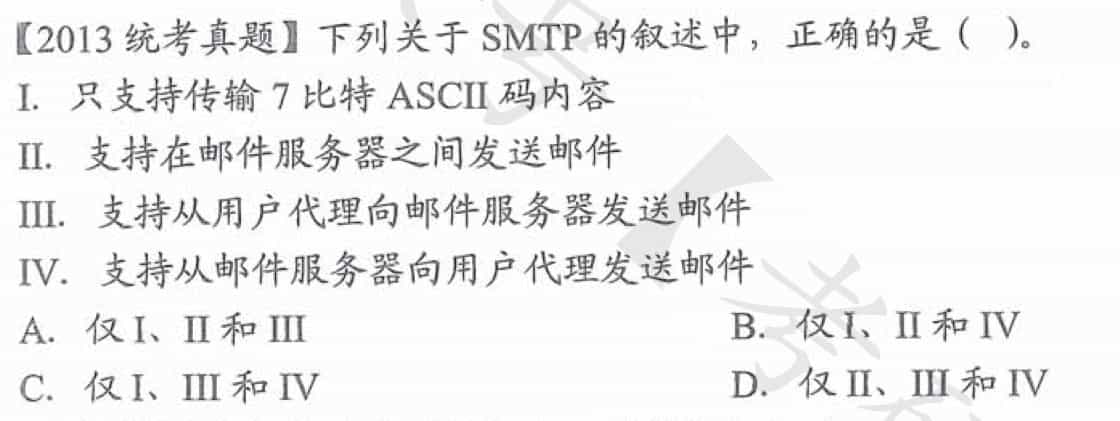 【2013 统考真题】下列关于 SMTP 的叙述中，正确的是（ ）。
I. 只支持传输 7 比特 ASCII 码内容
II. 支持在邮件服务器之间发送邮件
III. 支持从用户代理向邮件服务器发送邮件
IV. 支持从邮件服务器向用户代理发送邮件
A. 仅 I、II 和 III B. 仅 I、II 和 IV
C. 仅 I、III 和 IV D. 仅 II、III 和 IV